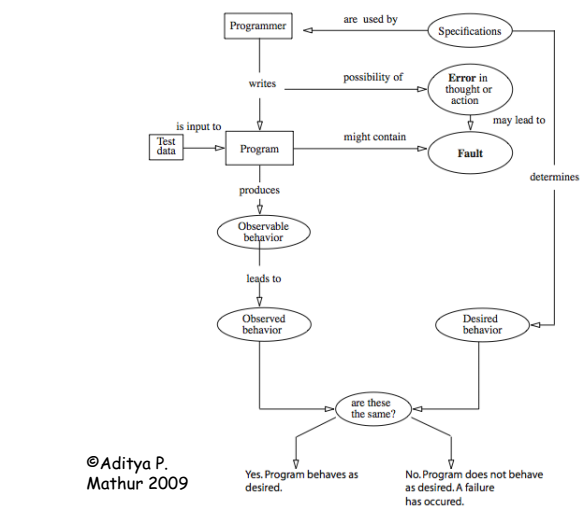 are used by
Programmer
Specifications
writes
possibility of
Error in
thought or
action
may lead to
is input to
Test
data
Program
might contain
Fault
determines
produces
Observable
behavior
leads to
Observed
behavior
Desired
behavior
are these
the same?
©Aditya P.
Mathur 2009
Yes. Program behaves as
desired.
No. Program does not behave
as desired. A failure
has occured.